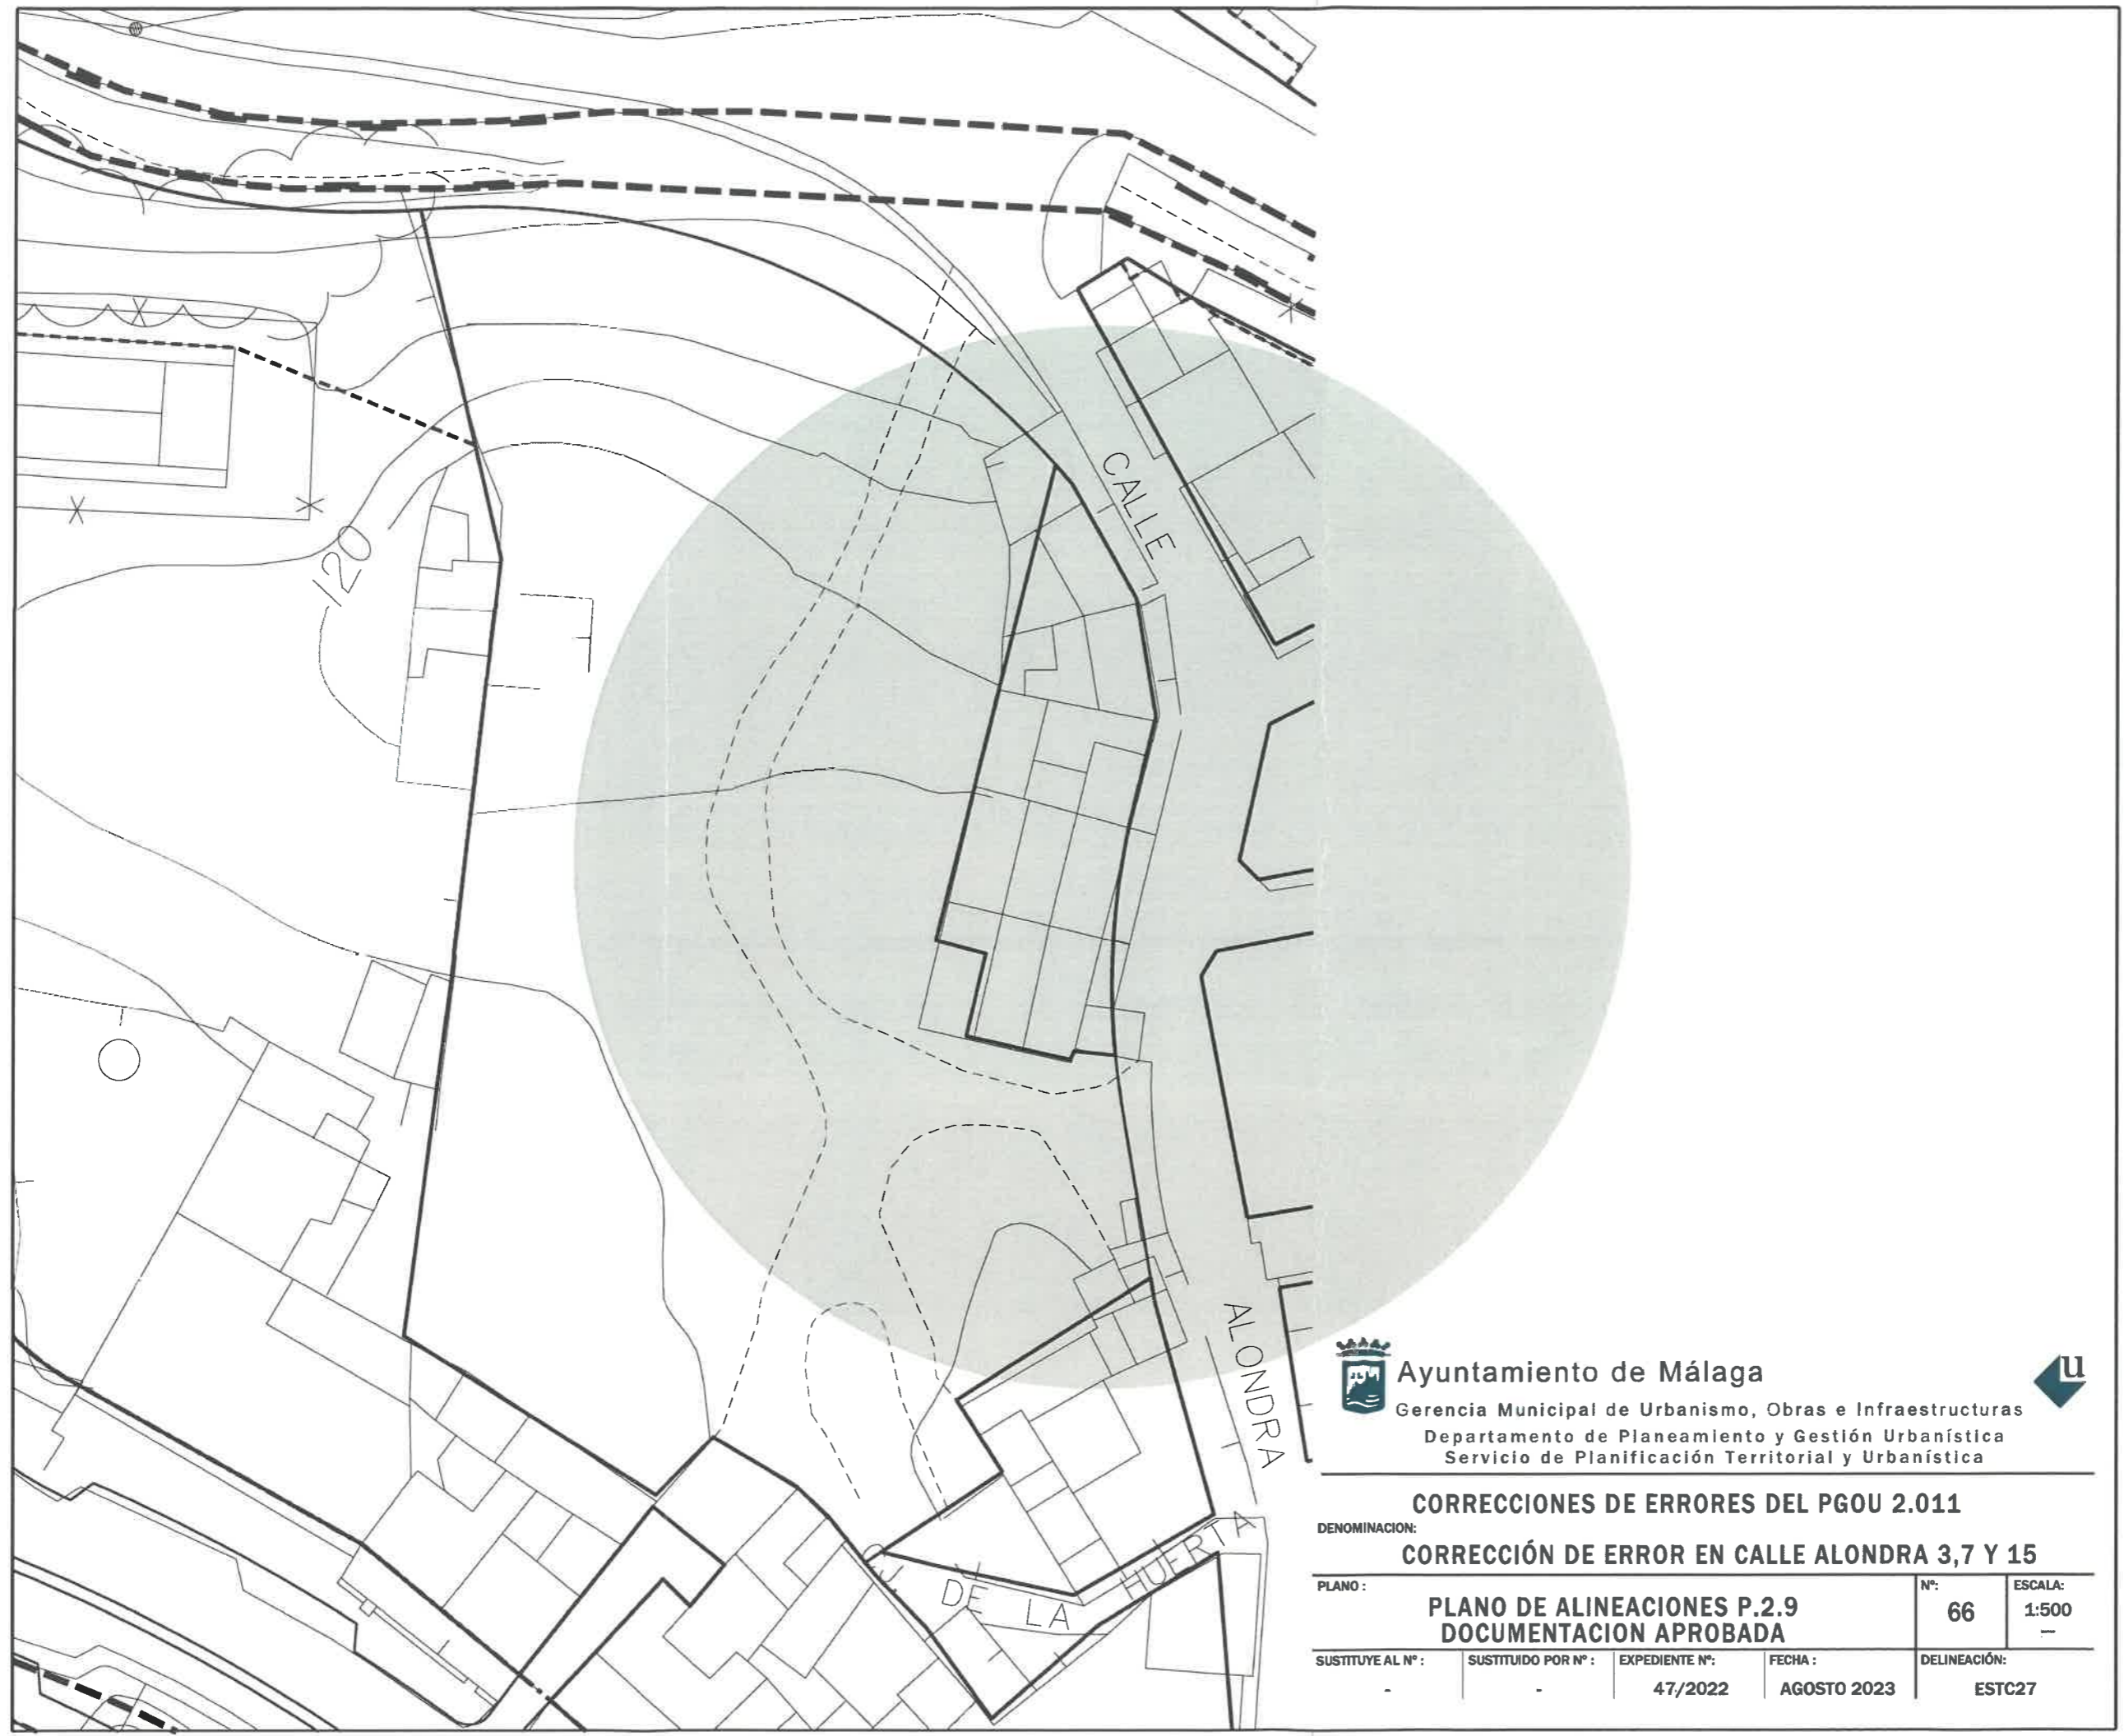 120
CALLE
ALONDRA
C/ DE LA HUERTA
Ayuntamiento de Málaga
u
Gerencia Municipal de Urbanismo, Obras e Infraestructuras
Departamento de Planeamiento y Gestión Urbanística
Servicio de Planificación Territorial y Urbanística
CORRECCIONES DE ERRORES DEL PGOU 2.011
DENOMINACION:
CORRECCIÓN DE ERROR EN CALLE ALONDRA 3,7 Y 15
PLANO :
PLANO DE ALINEACIONES P.2.9
DOCUMENTACION APROBADA
Nº:
66
ESCALA:
1:500
—
SUSTITUYE AL Nº :
-
SUSTITUIDO POR Nº :
-
EXPEDIENTE Nº:
47/2022
FECHA :
AGOSTO 2023
DELINEACIÓN:
ESTC27